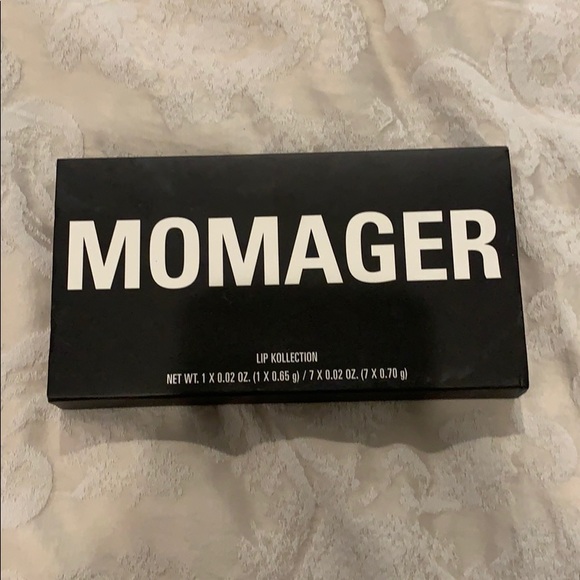 MOMAGER
LIP KOLLECTION
NET WT. 1 X 0.02 OZ. (1 X 0.65 g) / 7 X 0.02 OZ. (7 X 0.70 g)